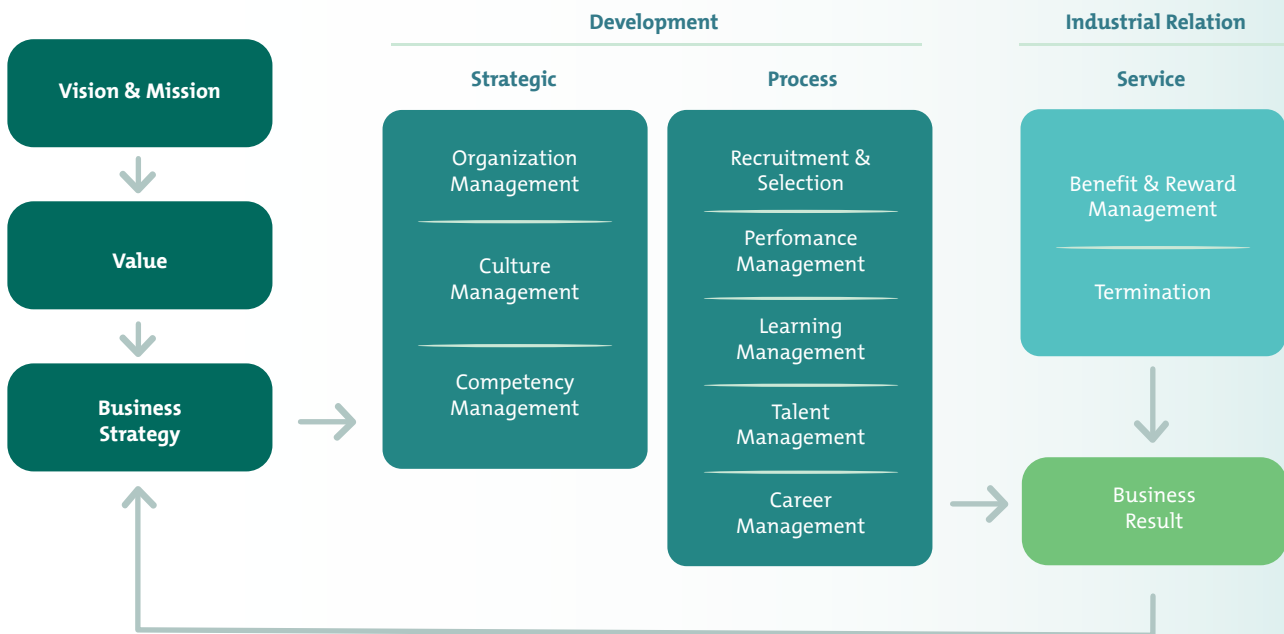 Development
Industrial Relation
Strategic
Process
Service
Vision & Mission
Value
Business
Strategy
Organization
Management
Culture
Management
Competency
Management
Recruitment &
Selection
Perfomance
Management
Learning
Management
Talent
Management
Career
Management
Benefit & Reward
Management
Termination
Business
Result